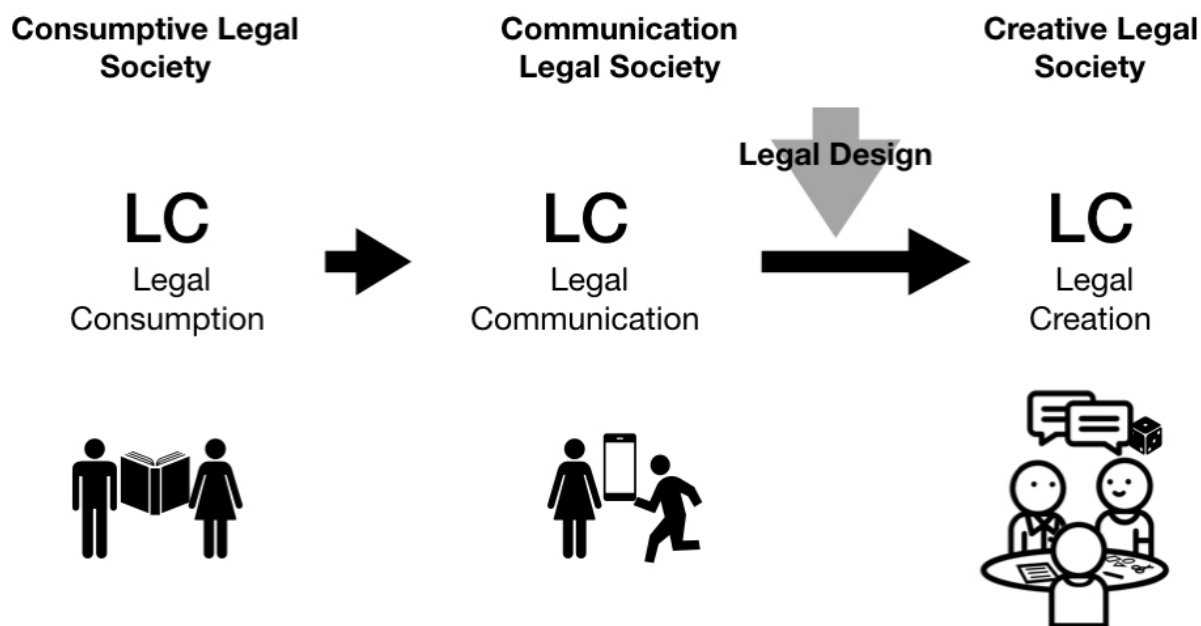 Consumptive Legal
Society
Communication
Legal Society
Creative Legal
Society
Legal Design
LC
Legal
Consumption
LC
Legal
Communication
LC
Legal
Creation